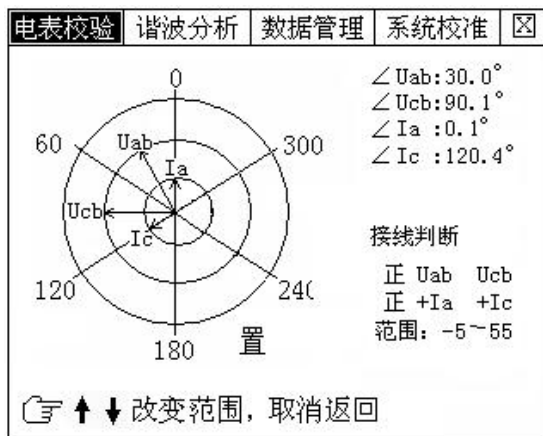 电表校验 谐波分析 数据管理 系统校准
0
60
300
120
240
180
Uab
Ia
Ucb
Ic
置
∠Uab:30.0°
∠Ucb:90.1°
∠Ia :0.1°
∠Ic :120.4°
接线判断
正 Uab Ucb
正 +Ia +Ic
范围: -5~55
改变范围, 取消返回